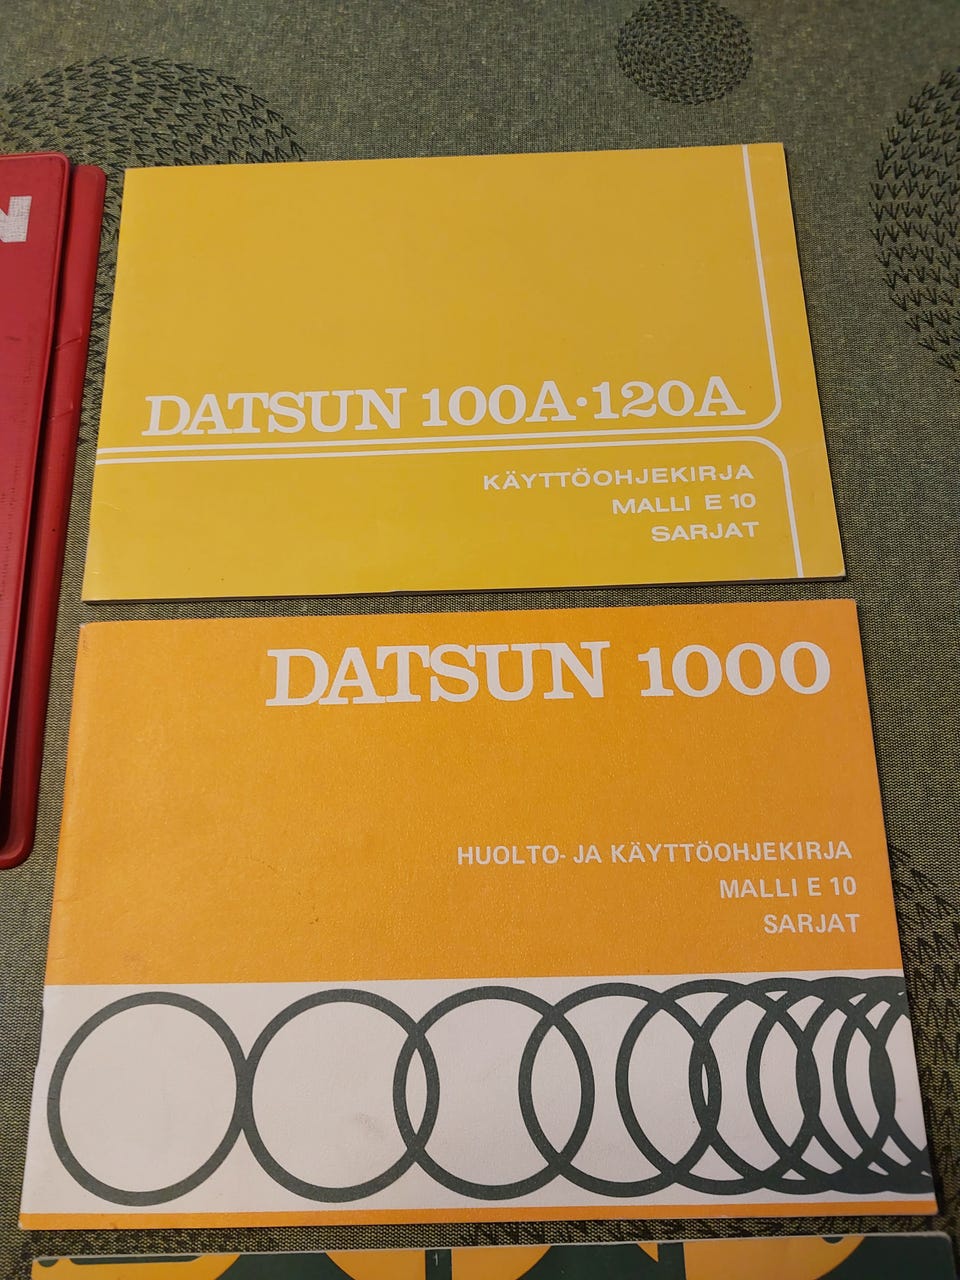 N
DATSUN 100A·120A
KÄYTTÖOHJEKIRJA
MALLI E 10
SARJAT
DATSUN 1000
HUOLTO- JA KÄYTTÖOHJEKIRJA
MALLI E 10
SARJAT